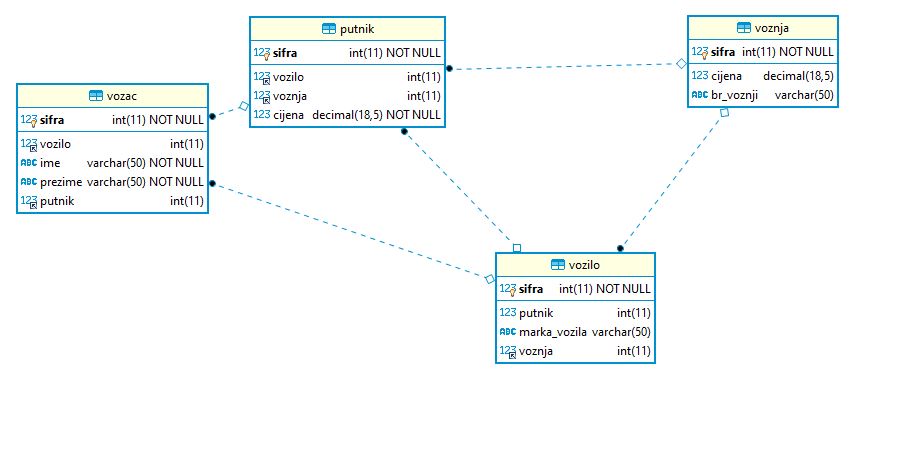 putnik
123 sifra int(11) NOT NULL
123 vozilo int(11)
123 voznja int(11)
123 cijena decimal(18,5) NOT NULL
voznja
123 sifra int(11) NOT NULL
123 cijena decimal(18,5)
ABC br_voznji varchar(50)
vozac
123 sifra int(11) NOT NULL
123 vozilo int(11)
ABC ime varchar(50) NOT NULL
ABC prezime varchar(50) NOT NULL
123 putnik int(11)
vozilo
123 sifra int(11) NOT NULL
123 putnik int(11)
ABC marka_vozila varchar(50)
123 voznja int(11)